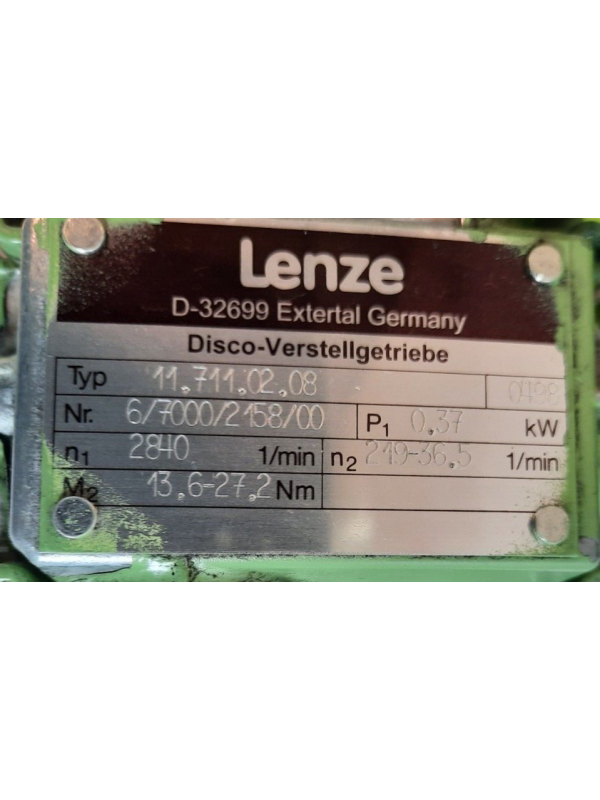 Lenze
D-32699 Extertal Germany
Disco-Verstellgetriebe
Typ 11.711.02.08 0498
Nr. 6/7000/2158/00 P1 0,37 kW
n1 2840 1/min n2 219-36,5 1/min
M2 13,6-27,2 Nm